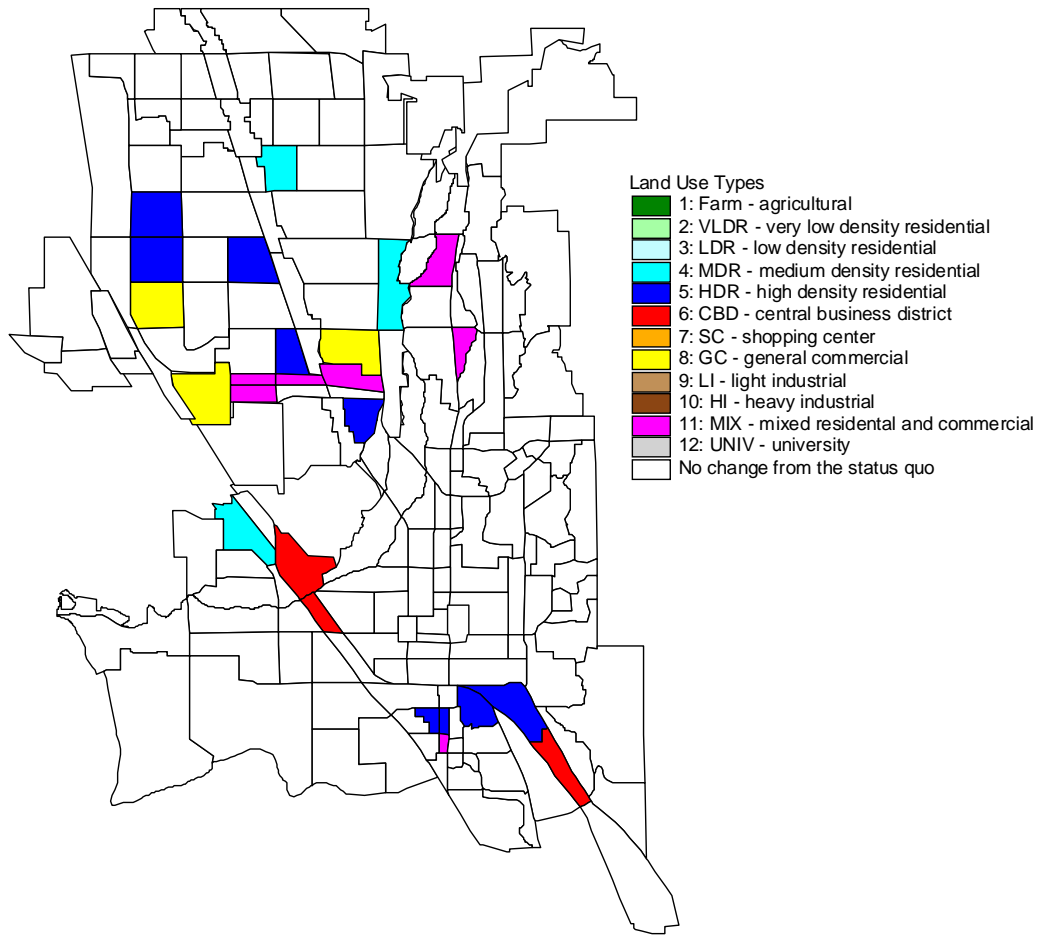 Land Use Types
1: Farm - agricultural
2: VLDR - very low density residential
3: LDR - low density residential
4: MDR - medium density residential
5: HDR - high density residential
6: CBD - central business district
7: SC - shopping center
8: GC - general commercial
9: LI - light industrial
10: HI - heavy industrial
11: MIX - mixed residental and commercial
12: UNIV - university
No change from the status quo